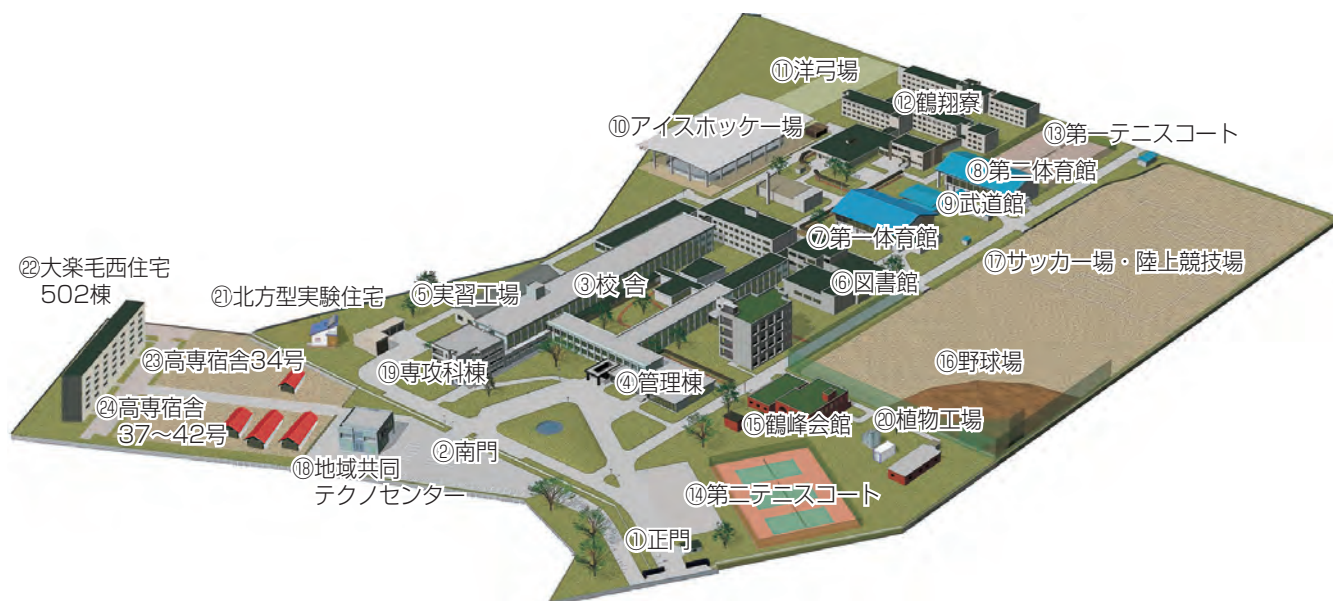 ⑪洋弓場
⑫鶴翔寮
⑩アイスホッケー場
⑬第一テニスコート
⑧第二体育館
⑨武道館
⑦第一体育館
⑰サッカー場・陸上競技場
㉒大楽毛西住宅
502棟
㉑北方型実験住宅
⑤実習工場
③校舎
⑥図書館
㉓高専宿舎34号
⑲専攻科棟
④管理棟
⑯野球場
㉔高専宿舎
37〜42号
⑮鶴峰会館
⑳植物工場
②南門
⑱地域共同
テクノセンター
⑭第二テニスコート
①正門